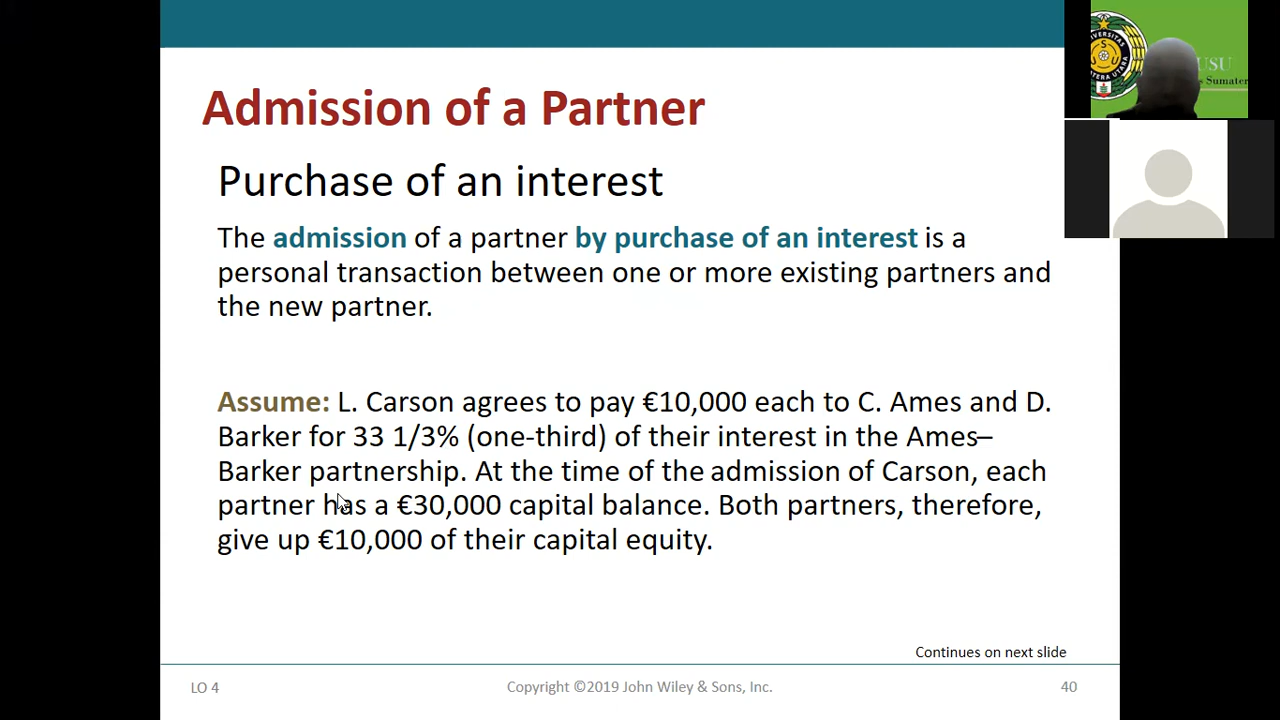 Admission of a Partner
Purchase of an interest
The admission of a partner by purchase of an interest is a
personal transaction between one or more existing partners and
the new partner.
Assume: L. Carson agrees to pay €10,000 each to C. Ames and D.
Barker for 33 1/3% (one-third) of their interest in the Ames–
Barker partnership. At the time of the admission of Carson, each
partner has a €30,000 capital balance. Both partners, therefore,
give up €10,000 of their capital equity.
Continues on next slide
LO 4
Copyright ©2019 John Wiley & Sons, Inc.
40
USU
Sumater